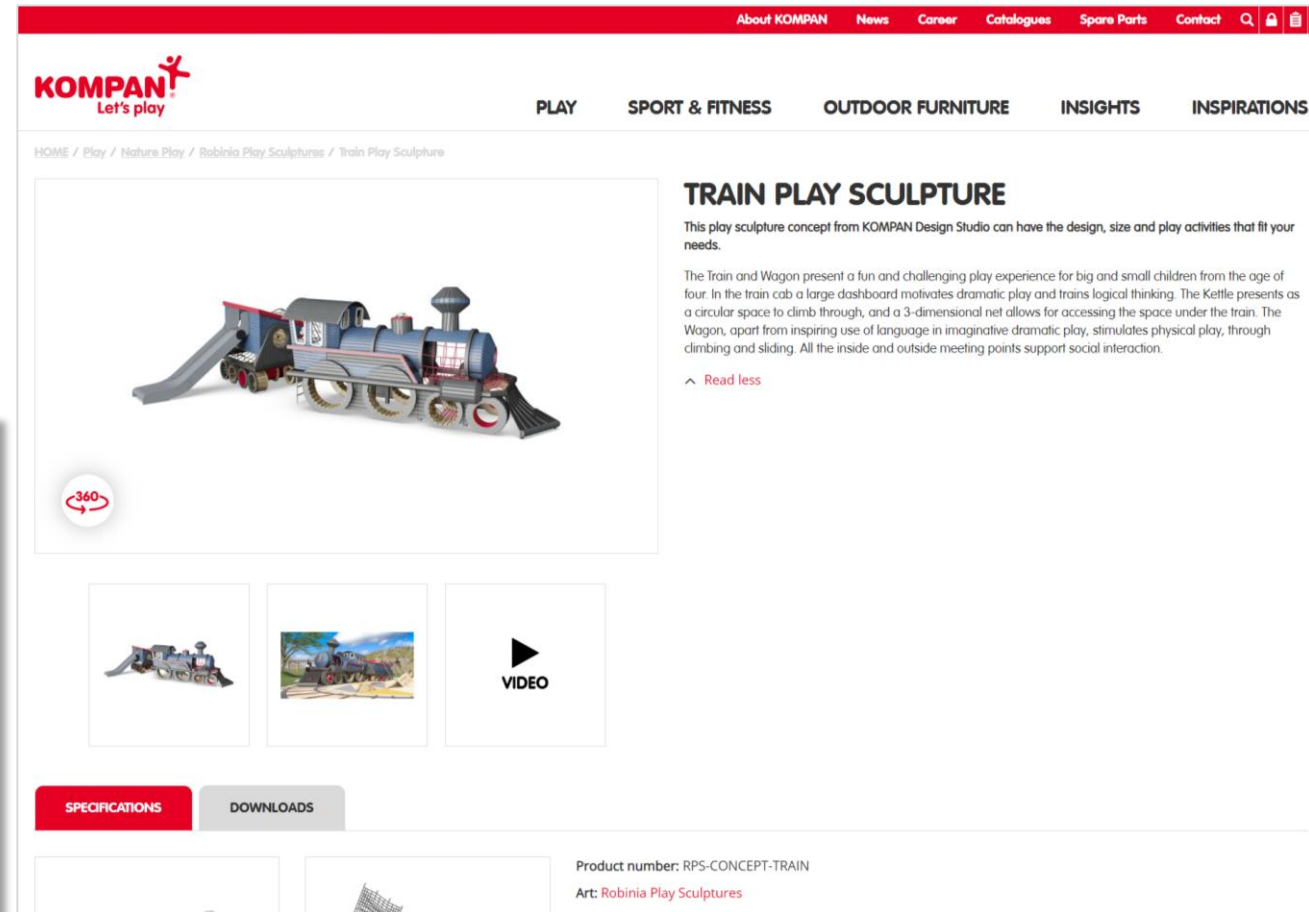 About KOMPAN News Career Catalogues Spare Parts Contact
KOMPAN
Let's play
PLAY SPORT & FITNESS OUTDOOR FURNITURE INSIGHTS INSPIRATIONS
HOME / Play / Nature Play / Robinia Play Sculptures / Train Play Sculpture
TRAIN PLAY SCULPTURE
This play sculpture concept from KOMPAN Design Studio can have the design, size and play activities that fit your
needs.
The Train and Wagon present a fun and challenging play experience for big and small children from the age of
four. In the train cab a large dashboard motivates dramatic play and trains logical thinking. The Kettle presents as
a circular space to climb through, and a 3-dimensional net allows for accessing the space under the train. The
Wagon, apart from inspiring use of language in imaginative dramatic play, stimulates physical play, through
climbing and sliding. All the inside and outside meeting points support social interaction.
Read less
360
VIDEO
SPECIFICATIONS DOWNLOADS
Product number: RPS-CONCEPT-TRAIN
Art: Robinia Play Sculptures